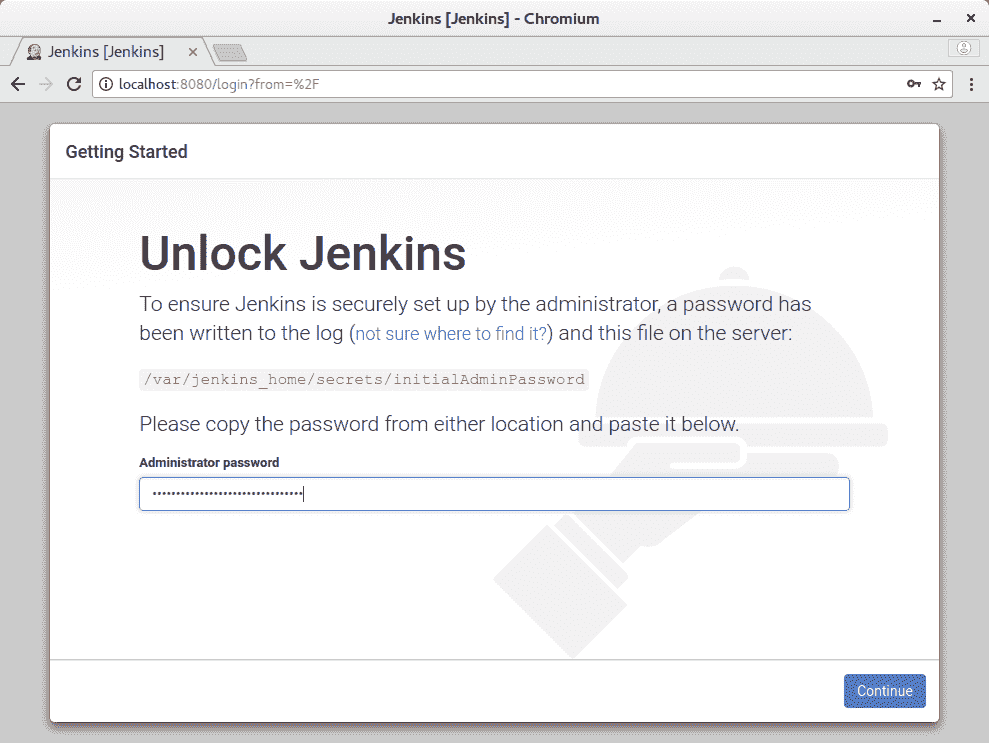 Jenkins [Jenkins] - Chromium
Jenkins [Jenkins]
localhost:8080/login?from=%2F
Getting Started
Unlock Jenkins
To ensure Jenkins is securely set up by the administrator, a password has
been written to the log (not sure where to find it?) and this file on the server:
/var/jenkins_home/secrets/initialAdminPassword
Please copy the password from either location and paste it below.
Administrator password
Continue